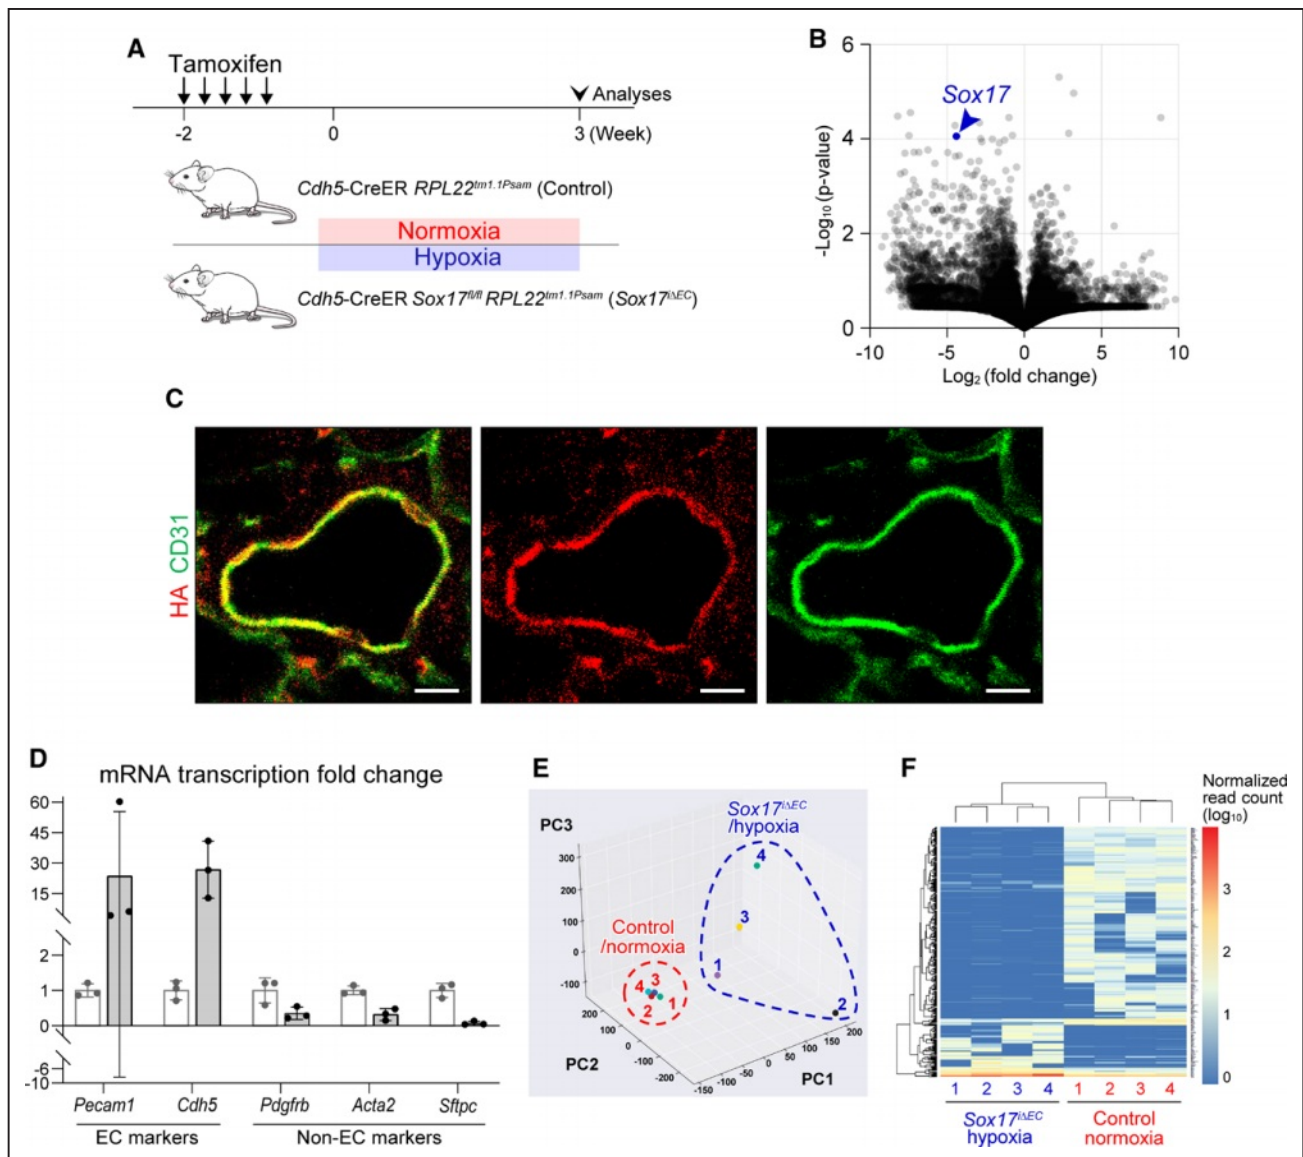 A
Tamoxifen
Analyses
-2
0
3 (Week)
Cdh5-CreER RPL22tm1.1Psam (Control)
Normoxia
Hypoxia
Cdh5-CreER Sox17fl/fl RPL22tm1.1Psam (Sox17iΔEC)
B
6
4
2
0
-Log10 (p-value)
Sox17
-10
-5
0
5
10
Log2 (fold change)
C
HA CD31
D
mRNA transcription fold change
60
45
30
15
2
1
0
-6
-10
Pecam1
Cdh5
Pdgfrb
Acta2
Sftpc
EC markers
Non-EC markers
E
Sox17iΔEC
/hypoxia
PC3
300
200
100
0
-100
4
3
1
2
Control
/normoxia
4
3
2
1
200
100
0
-100
-200
PC2
-150
-100
-50
0
50
100
150
200
PC1
F
Normalized
read count
(log10)
3
2
1
0
1 2 3 4
1 2 3 4
Sox17iΔEC
hypoxia
Control
normoxia